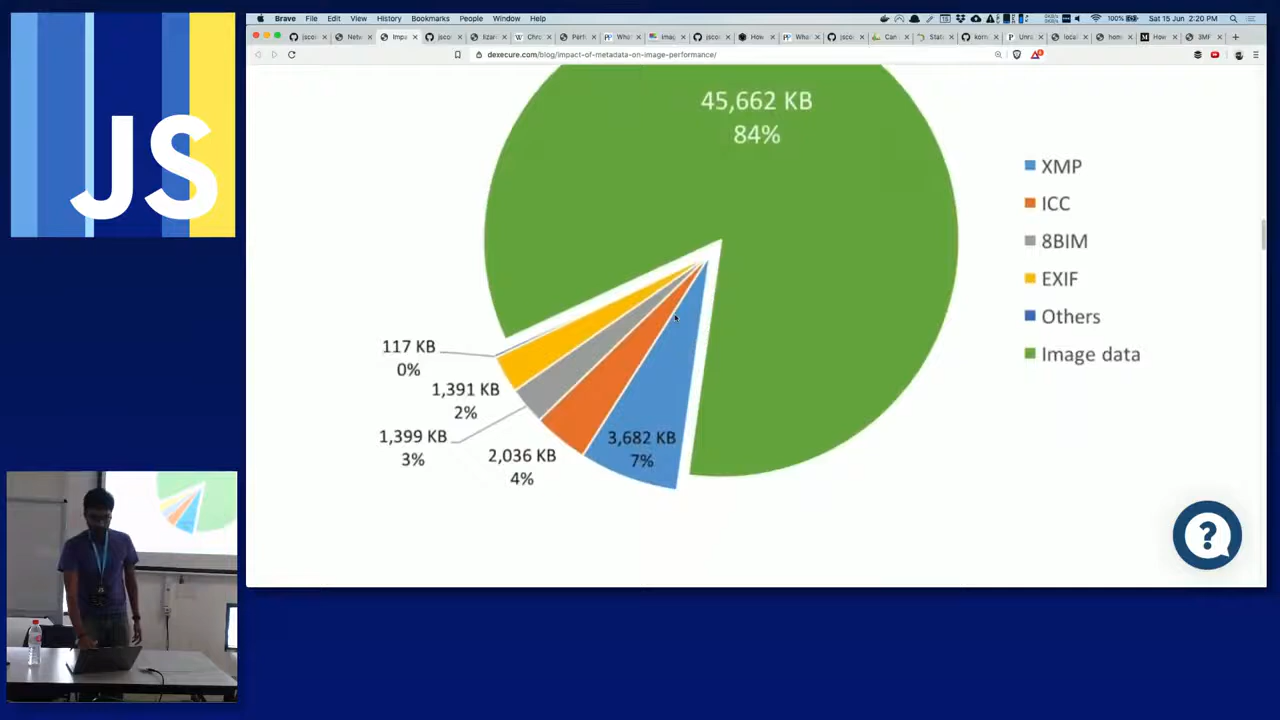 JS
Brave File Edit View History Bookmarks People Window Help
100% Sat 15 Jun 2:20 PM
dexecure.com/blog/impact-of-metadata-on-image-performance/
45,662 KB
84%
XMP
ICC
8BIM
EXIF
Others
Image data
117 KB
0%
1,391 KB
2%
1,399 KB
3%
2,036 KB
4%
3,682 KB
7%
?